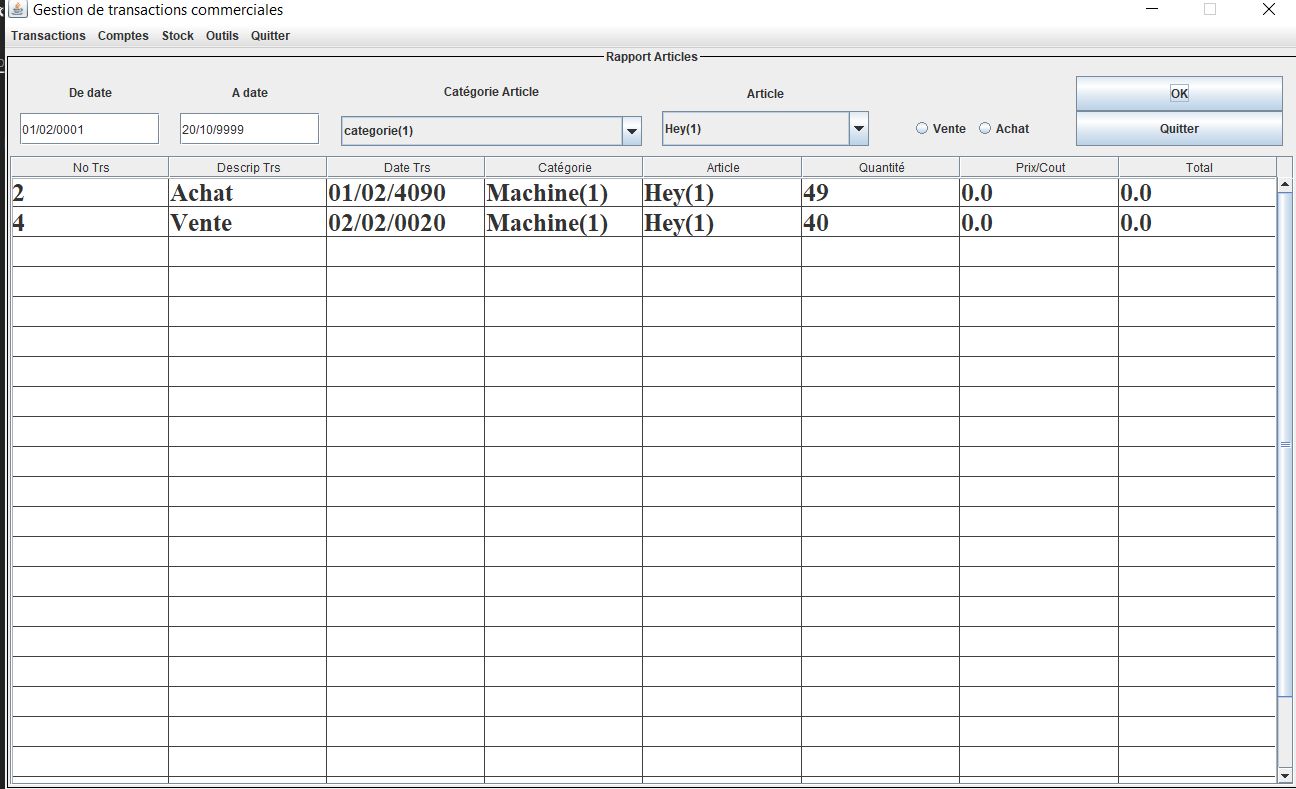 Gestion de transactions commerciales
Transactions Comptes Stock Outils Quitter
Rapport Articles
De date A date Catégorie Article Article OK
01/02/0001 20/10/9999 categorie(1) Hey(1) Vente Achat Quitter
No Trs Descrip Trs Date Trs Catégorie Article Quantité Prix/Cout Total
2 Achat 01/02/4090 Machine(1) Hey(1) 49 0.0 0.0
4 Vente 02/02/0020 Machine(1) Hey(1) 40 0.0 0.0